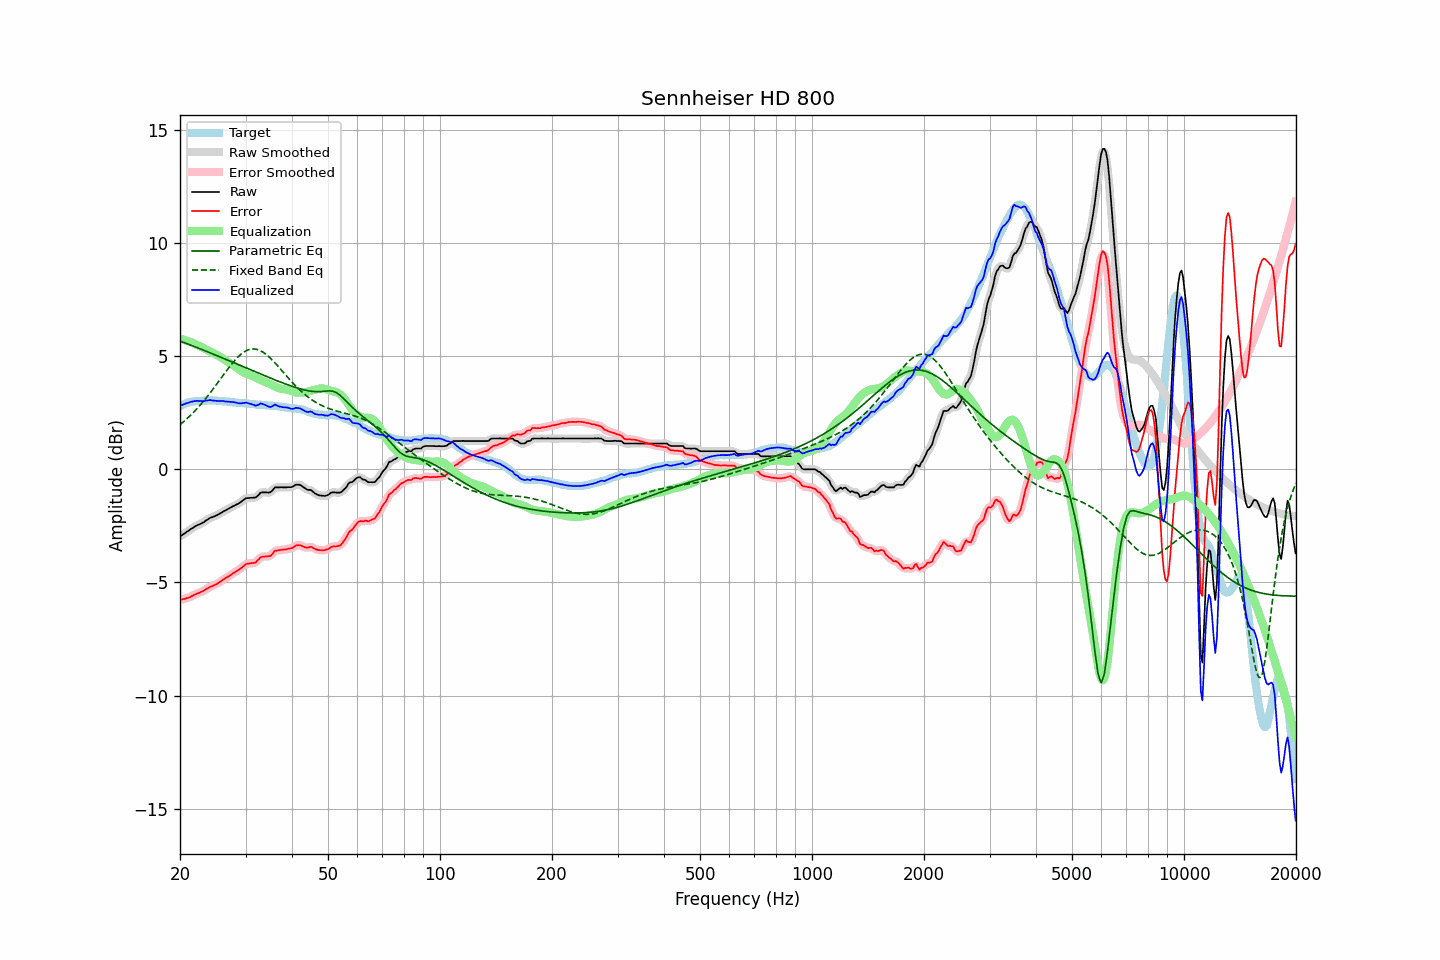 Sennheiser HD 800
Target
Raw Smoothed
Error Smoothed
Raw
Error
Equalization
Parametric Eq
Fixed Band Eq
Equalized
Amplitude (dBr)
15
10
5
0
−5
−10
−15
20
50
100
200
500
1000
2000
5000
10000
20000
Frequency (Hz)